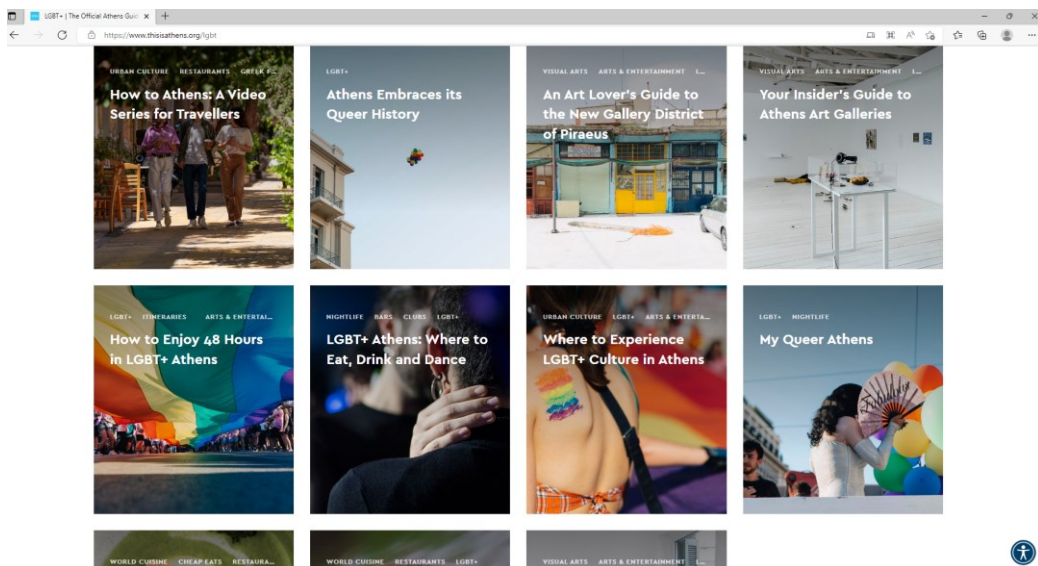 LGBT+ | The Official Athens Guid
https://www.thisisathens.org/lgbt
URBAN CULTURE RESTAURANTS GREEK F...
How to Athens: A Video
Series for Travellers
LGBT+
Athens Embraces its
Queer History
VISUAL ARTS ARTS & ENTERTAINMENT L...
An Art Lover's Guide to
the New Gallery District
of Piraeus
VISUAL ARTS ARTS & ENTERTAINMENT L...
Your Insider's Guide to
Athens Art Galleries
LGBT+ ITINERARIES ARTS & ENTERTAI...
How to Enjoy 48 Hours
in LGBT+ Athens
NIGHTLIFE BARS CLUBS LGBT+
LGBT+ Athens: Where to
Eat, Drink and Dance
URBAN CULTURE LGBT+ ARTS & ENTERTA...
Where to Experience
LGBT+ Culture in Athens
LGBT+ NIGHTLIFE
My Queer Athens
Fabulous
WORLD CUISINE CHEAP EATS RESTAURA...
WORLD CUISINE RESTAURANTS LGBT+
VISUAL ARTS ARTS & ENTERTAINMENT L...